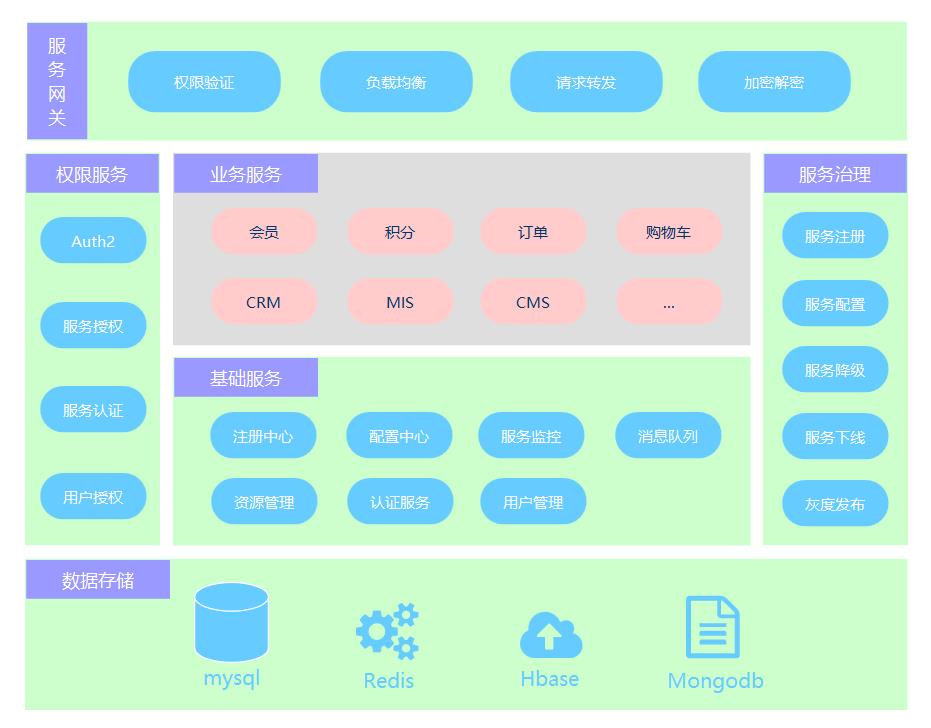 服
务
网
关
权限验证
负载均衡
请求转发
加密解密
权限服务
Auth2
服务授权
服务认证
用户授权
业务服务
会员
积分
订单
购物车
CRM
MIS
CMS
...
基础服务
注册中心
配置中心
服务监控
消息队列
资源管理
认证服务
用户管理
服务治理
服务注册
服务配置
服务降级
服务下线
灰度发布
数据存储
mysql
Redis
Hbase
Mongodb